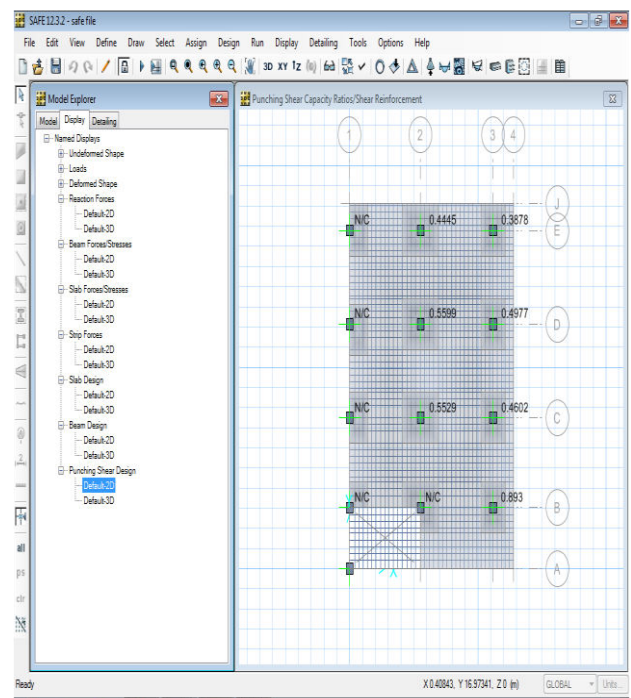 SAFE 12.3.2 - safe file
File Edit View Define Draw Select Assign Design Run Display Detailing Tools Options Help
3D XY
Model Explorer
Model Display Detailing
Named Displays
Undeformed Shape
Loads
Deformed Shape
Reaction Forces
Default-2D
Default-3D
Beam Forces/Stresses
Default-2D
Default-3D
Slab Forces/Stresses
Default-2D
Default-3D
Strip Forces
Default-2D
Default-3D
Slab Design
Default-2D
Default-3D
Beam Design
Default-2D
Default-3D
Punching Shear Design
Default-2D
Default-3D
all
ps
clr
Punching Shear Capacity Ratios/Shear Reinforcement
1 2 3 4
J
N/C 0.4445 0.3878 E
N/C 0.5599 0.4977 D
N/C 0.5529 0.4602 C
N/C N/C 0.893 B
A
Ready X 0.40843, Y 16.97341, Z 0 (m) GLOBAL Units...